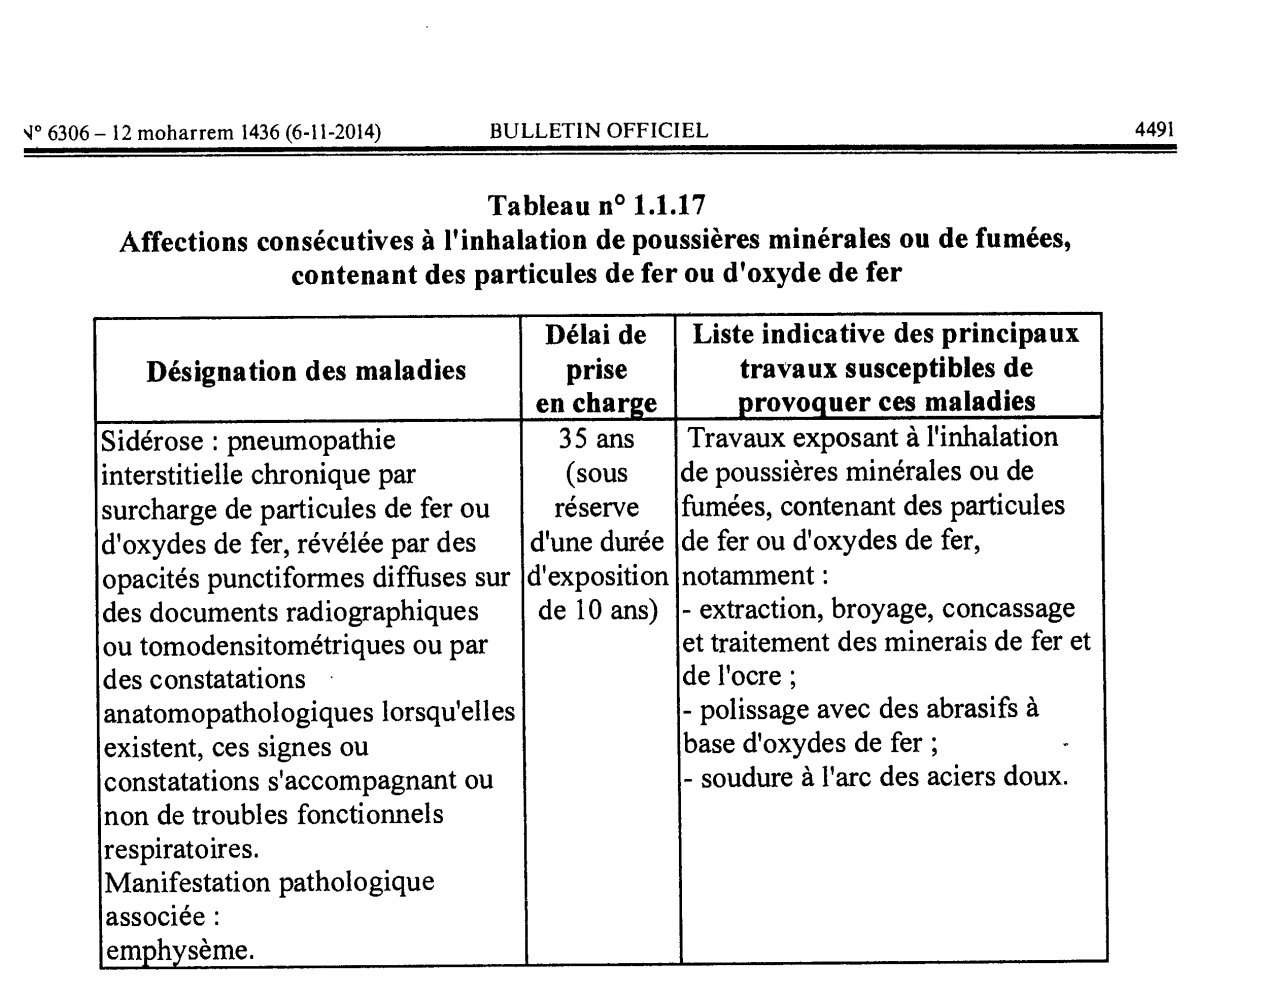 N° 6306 – 12 moharrem 1436 (6-11-2014) BULLETIN OFFICIEL 4491
Tableau n° 1.1.17
Affections consécutives à l'inhalation de poussières minérales ou de fumées,
contenant des particules de fer ou d'oxyde de fer
Désignation des maladies
Délai de
prise
en charge
Liste indicative des principaux
travaux susceptibles de
provoquer ces maladies
Sidérose : pneumopathie
interstitielle chronique par
surcharge de particules de fer ou
d'oxydes de fer, révélée par des
opacités punctiformes diffuses sur
des documents radiographiques
ou tomodensitométriques ou par
des constatations
anatomopathologiques lorsqu'elles
existent, ces signes ou
constatations s'accompagnant ou
non de troubles fonctionnels
respiratoires.
Manifestation pathologique
associée :
emphysème.
35 ans
(sous
réserve
d'une durée
d'exposition
de 10 ans)
Travaux exposant à l'inhalation
de poussières minérales ou de
fumées, contenant des particules
de fer ou d'oxydes de fer,
notamment :
- extraction, broyage, concassage
et traitement des minerais de fer et
de l'ocre ;
- polissage avec des abrasifs à
base d'oxydes de fer ;
- soudure à l'arc des aciers doux.